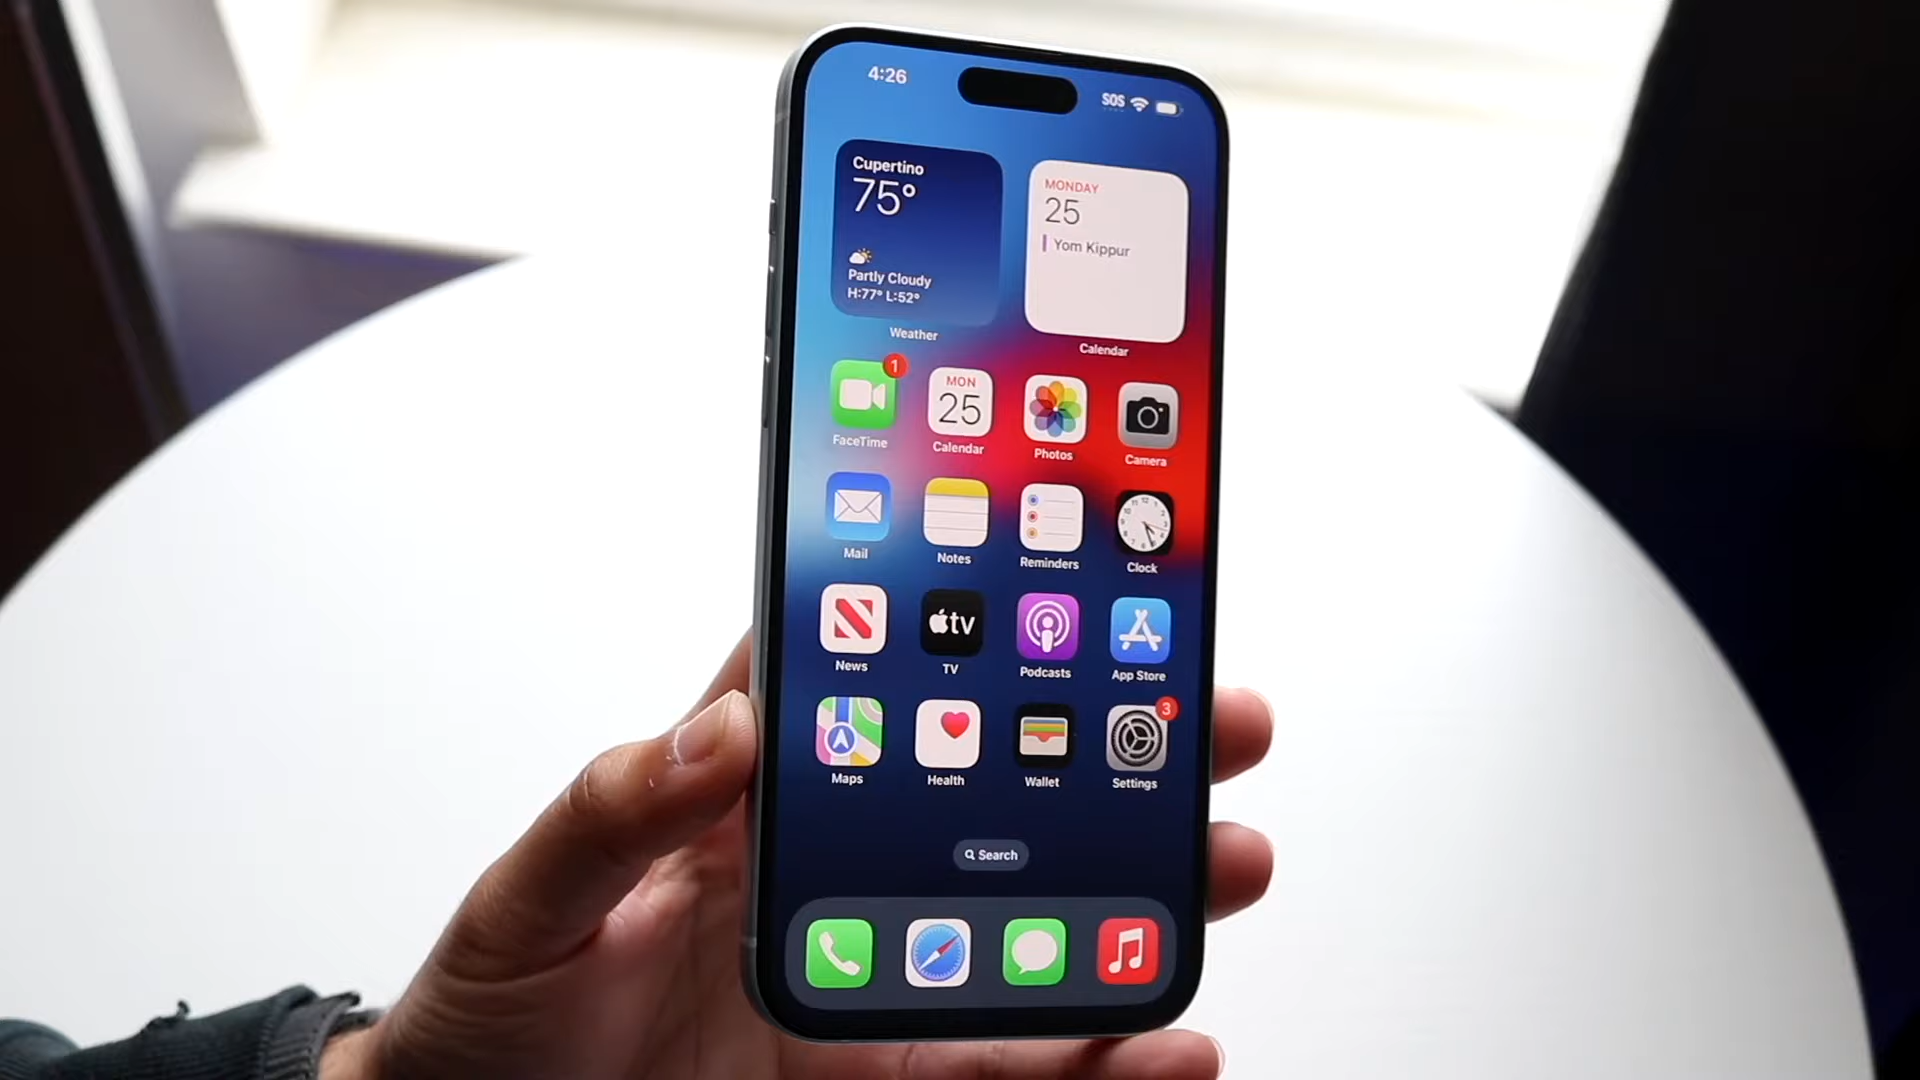 4:26
SOS
Cupertino
75°
Partly Cloudy
H:77° L:52°
Weather
MONDAY
25
Yom Kippur
Calendar
1
FaceTime
MON
25
Calendar
Photos
Camera
Mail
Notes
Reminders
Clock
News
tv
TV
Podcasts
App Store
Maps
Health
Wallet
3
Settings
Search